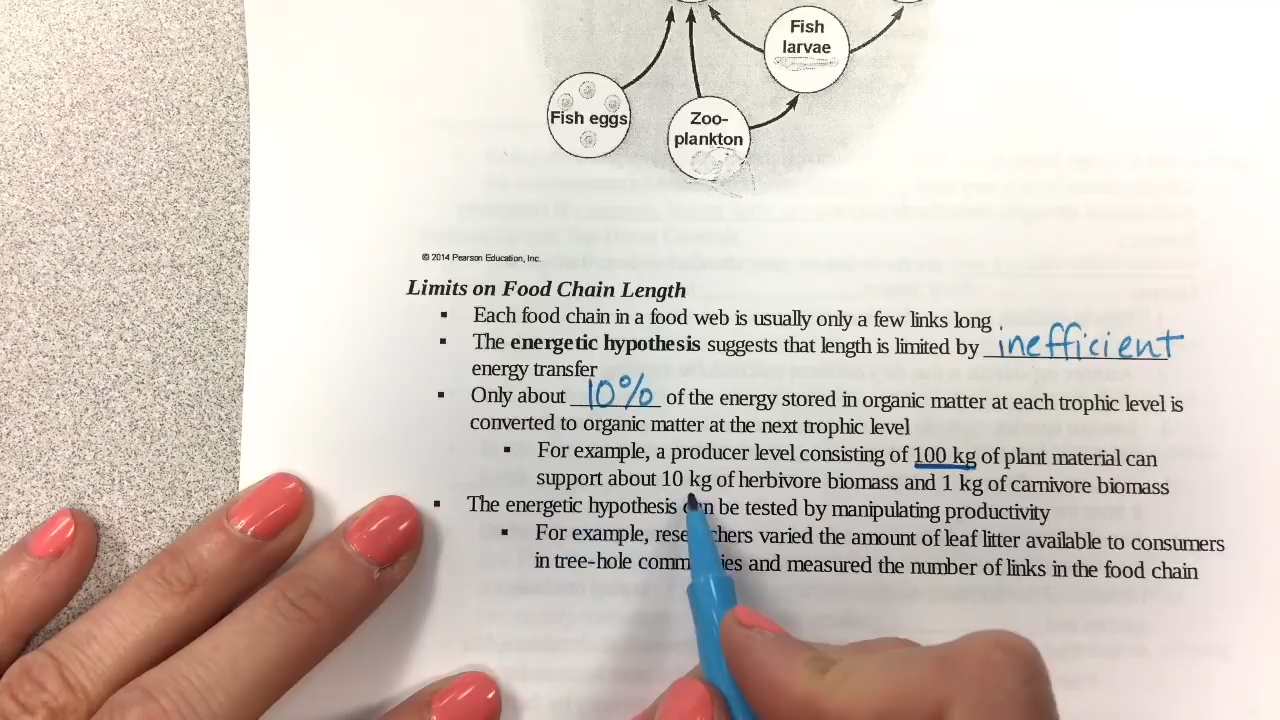 Fish
larvae
Fish eggs
Zoo-
plankton
© 2014 Pearson Education, Inc.
Limits on Food Chain Length
▪ Each food chain in a food web is usually only a few links long .
▪ The energetic hypothesis suggests that length is limited by inefficient
energy transfer
▪ Only about 10% of the energy stored in organic matter at each trophic level is
converted to organic matter at the next trophic level
▪ For example, a producer level consisting of 100 kg of plant material can
support about 10 kg of herbivore biomass and 1 kg of carnivore biomass
▪ The energetic hypothesis can be tested by manipulating productivity
▪ For example, researchers varied the amount of leaf litter available to consumers
in tree-hole communities and measured the number of links in the food chain